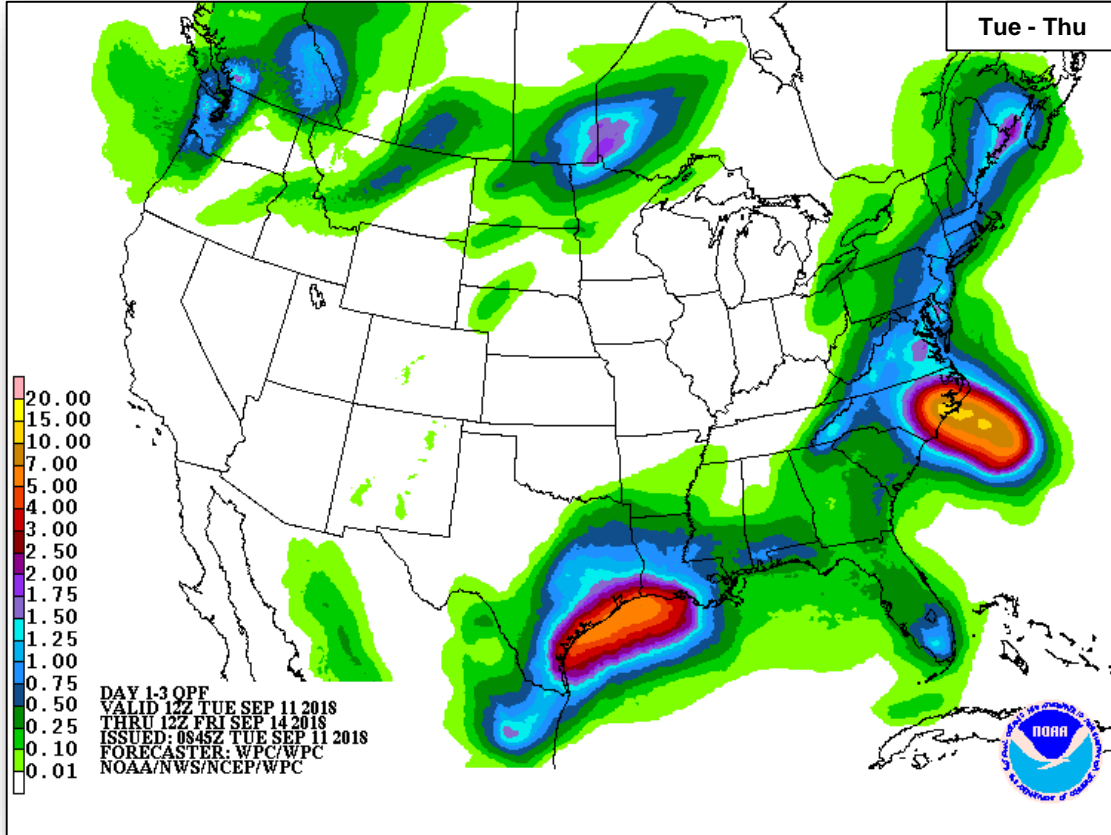 Tue - Thu
20.00
15.00
10.00
7.00
5.00
4.00
3.00
2.50
2.00
1.75
1.50
1.25
1.00
0.75
0.50
0.25
0.10
0.01
DAY 1-3 QPF
VALID 12Z TUE SEP 11 2018
THRU 12Z FRI SEP 14 2018
ISSUED: 0845Z TUE SEP 11 2018
FORECASTER: WPC/WPC
NOAA/NWS/NCEP/WPC
NOAA